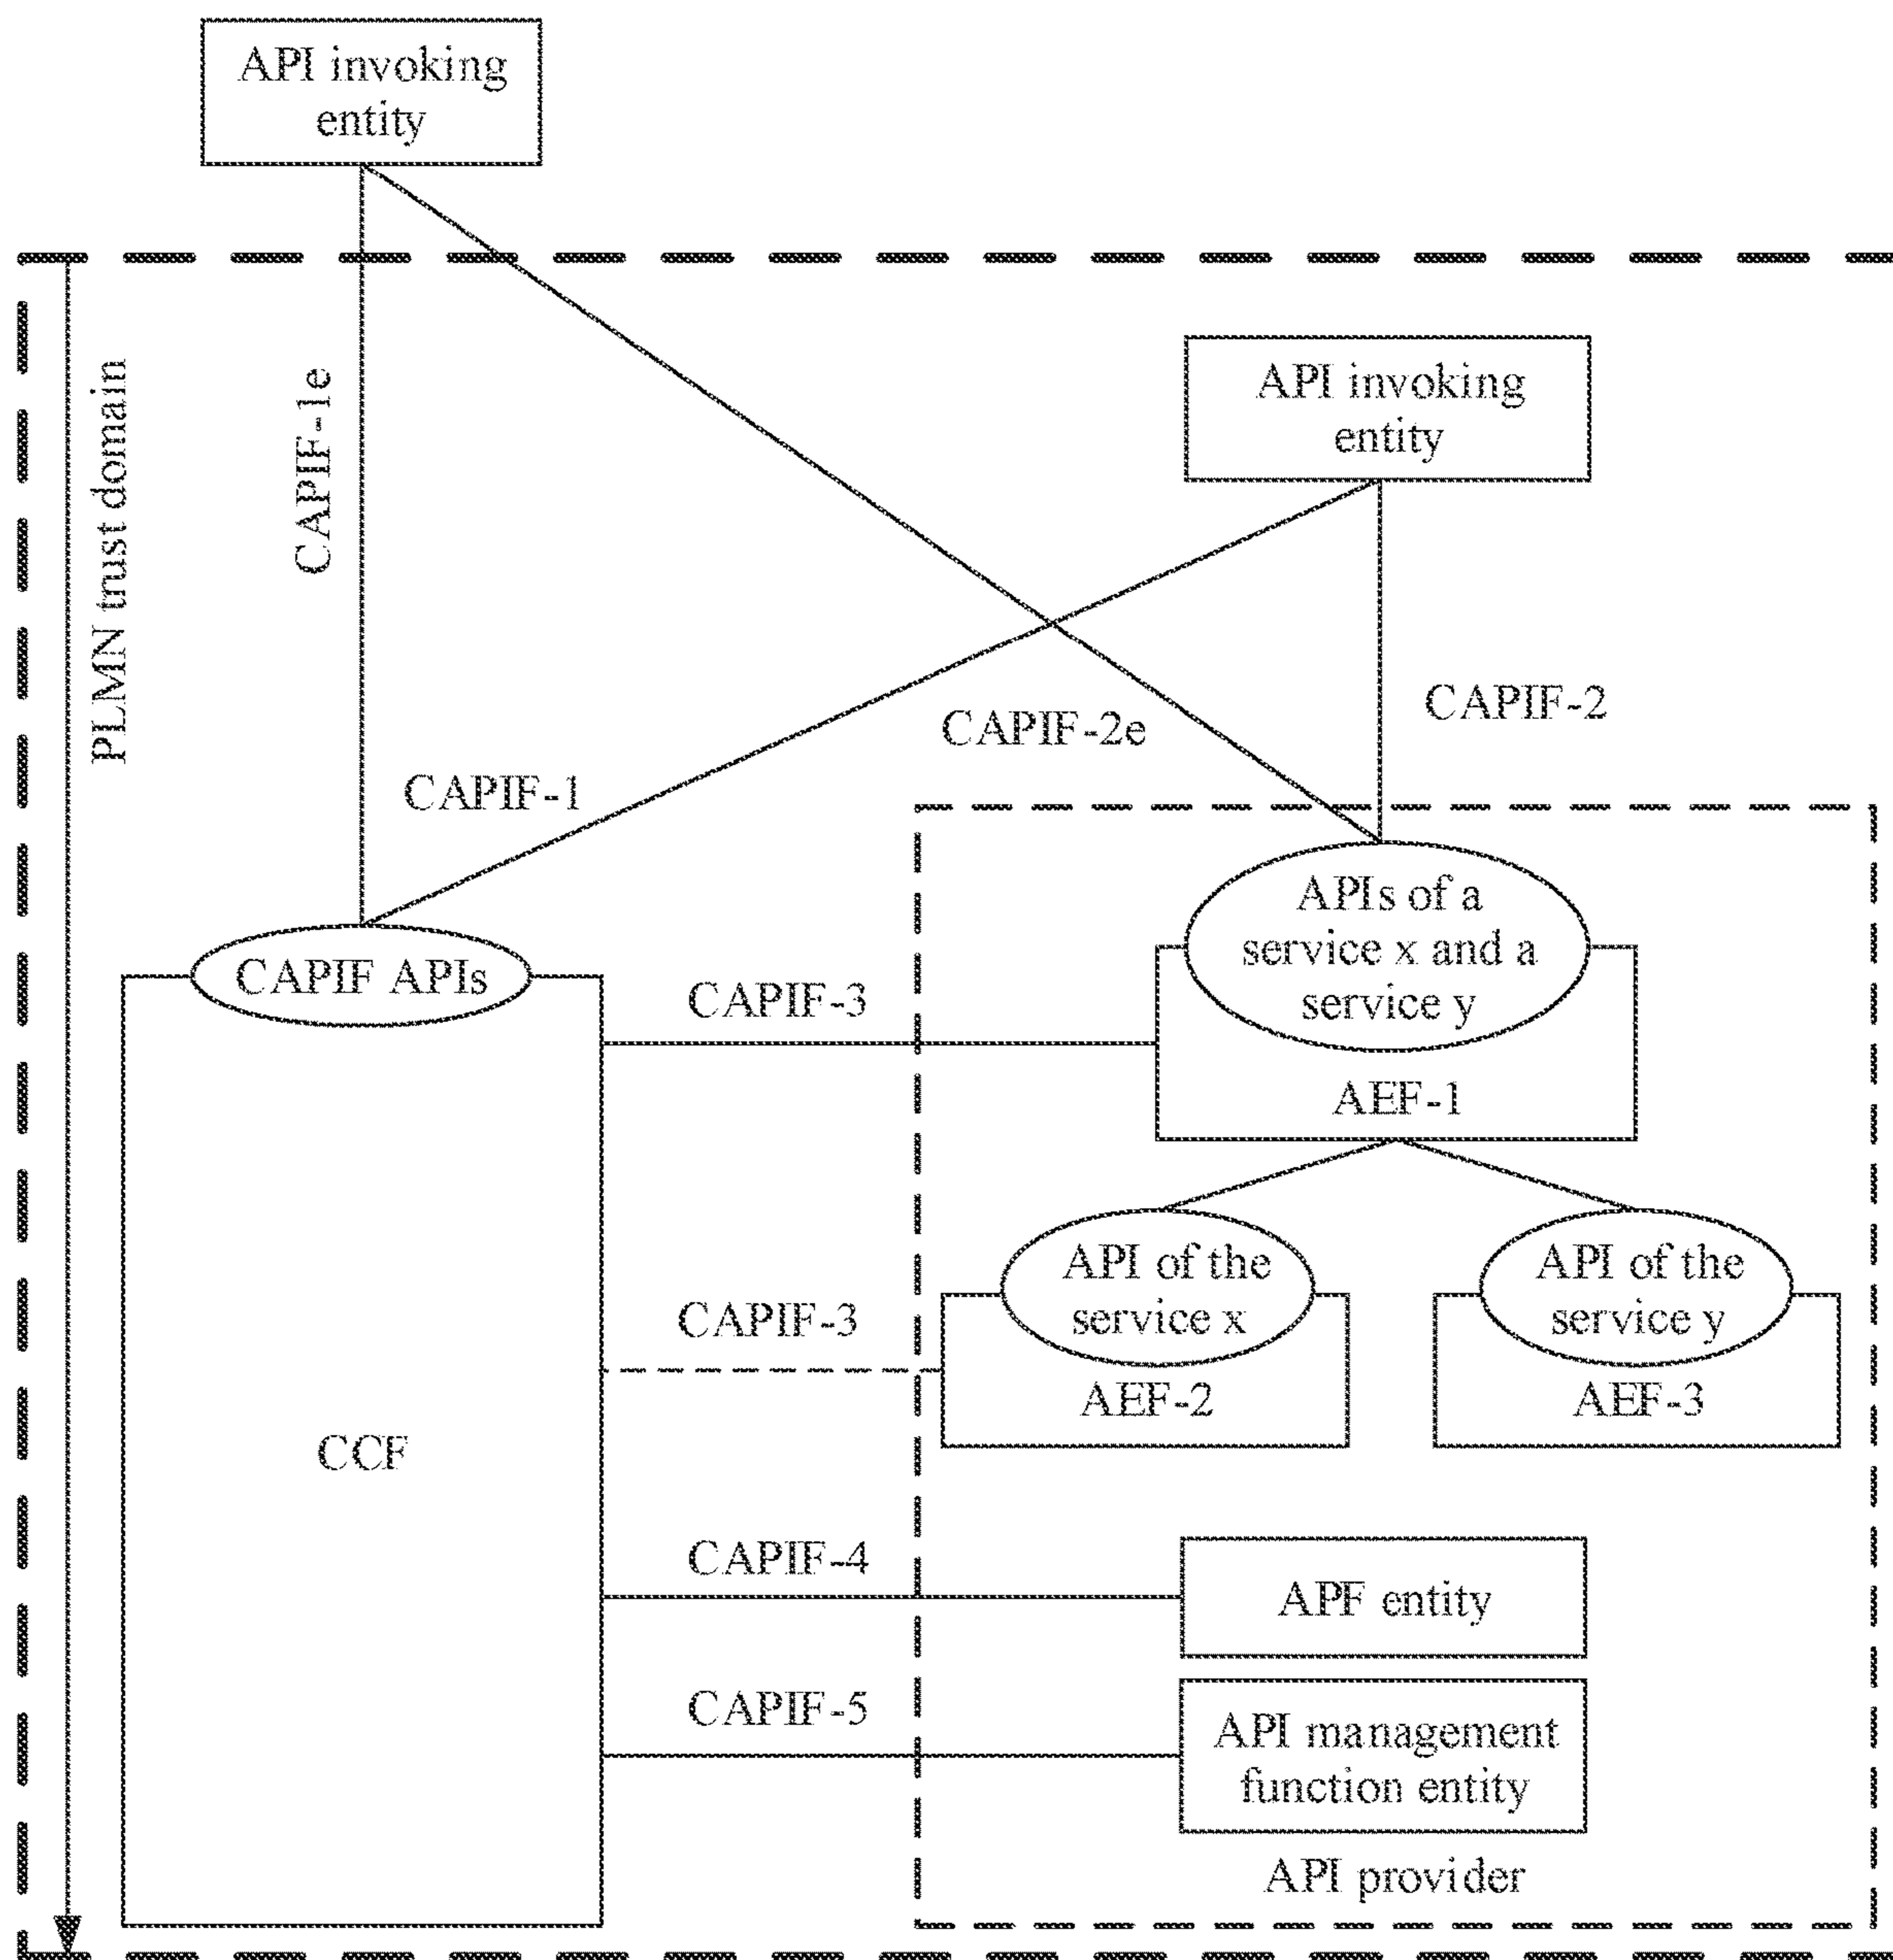 API invoking
entity
PLMN trust domain
CAPIF-1e
API invoking
entity
CAPIF-2
CAPIF-2e
CAPIF-1
APIs of a
service x and a
service y
CAPIF APIs
CAPIF-3
AEF-1
API of the
service x
API of the
service y
CAPIF-3
AEF-2
AEF-3
CCF
CAPIF-4
APF entity
CAPIF-5
API management
function entity
API provider